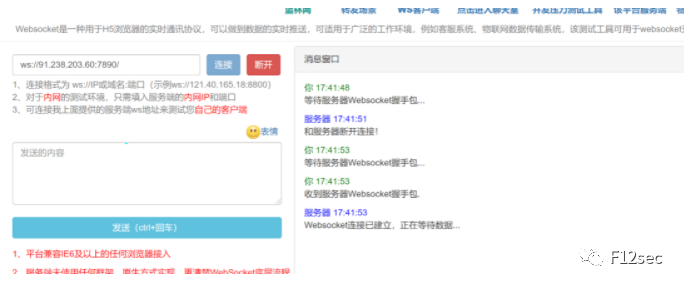 Websocket是一种用于H5浏览器的实时通讯协议，可以做到数据的实时推送，可适用于广泛的工作环境，例如客服系统、物联网数据传输系统，该测试工具可用于websocket
ws://91.238.203.60:7890/
连接
断开
1、连接格式为 ws://IP或域名:端口（示例ws://121.40.165.18:8800）
2、对于内网的测试环境，只需填入服务端的内网IP和端口
3、可连接我上面提供的服务端ws地址来测试您自己的客户端
表情
发送的内容
发送（ctrl+回车）
1、平台兼容IE6及以上的任何浏览器接入
消息窗口
你 17:41:48
等待服务器Websocket握手包...
服务器 17:41:51
和服务器断开连接！
你 17:41:53
等待服务器Websocket握手包...
你 17:41:53
收到服务器Websocket握手包.
服务器 17:41:53
Websocket连接已建立，正在等待数据...
F12sec